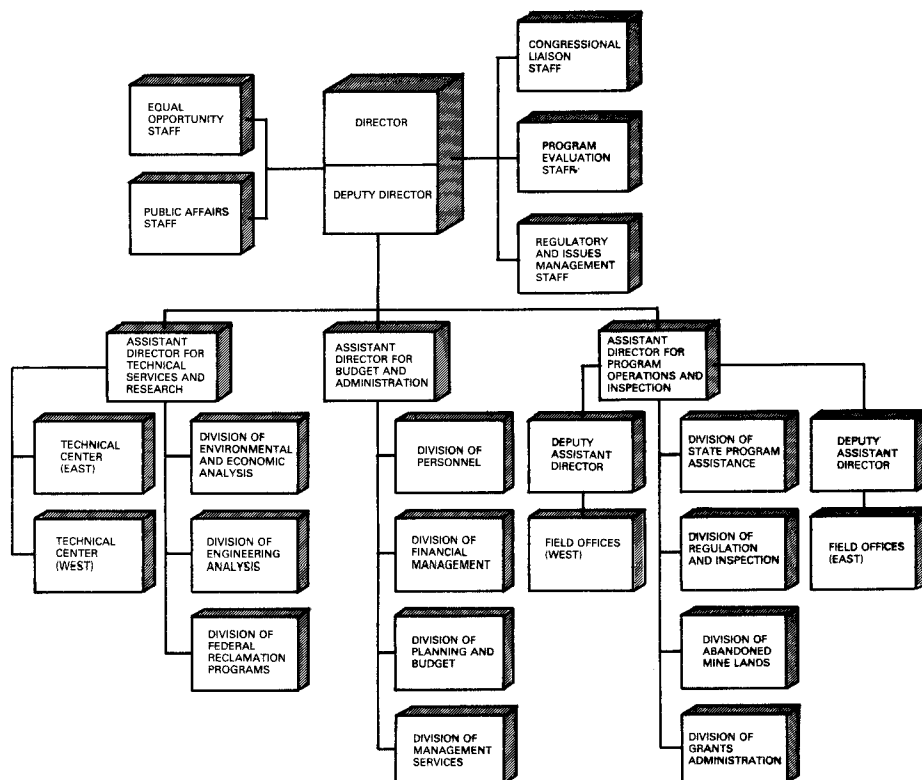 CONGRESSIONAL
LIAISON
STAFF
EQUAL
OPPORTUNITY
STAFF
DIRECTOR
PROGRAM
EVALUATION
STAFF
DEPUTY DIRECTOR
PUBLIC AFFAIRS
STAFF
REGULATORY
AND ISSUES
MANAGEMENT
STAFF
ASSISTANT
DIRECTOR FOR
TECHNICAL
SERVICES AND
RESEARCH
ASSISTANT
DIRECTOR FOR
BUDGET AND
ADMINISTRATION
ASSISTANT
DIRECTOR FOR
PROGRAM
OPERATIONS AND
INSPECTION
TECHNICAL
CENTER
(EAST)
DIVISION OF
ENVIRONMENTAL
AND ECONOMIC
ANALYSIS
DIVISION OF
PERSONNEL
DEPUTY
ASSISTANT
DIRECTOR
DIVISION OF
STATE PROGRAM
ASSISTANCE
DEPUTY
ASSISTANT
DIRECTOR
TECHNICAL
CENTER
(WEST)
DIVISION OF
ENGINEERING
ANALYSIS
DIVISION OF
FINANCIAL
MANAGEMENT
FIELD OFFICES
(WEST)
DIVISION OF
REGULATION
AND INSPECTION
FIELD OFFICES
(EAST)
DIVISION OF
FEDERAL
RECLAMATION
PROGRAMS
DIVISION OF
PLANNING AND
BUDGET
DIVISION OF
ABANDONED
MINE LANDS
DIVISION OF
MANAGEMENT
SERVICES
DIVISION OF
GRANTS
ADMINISTRATION